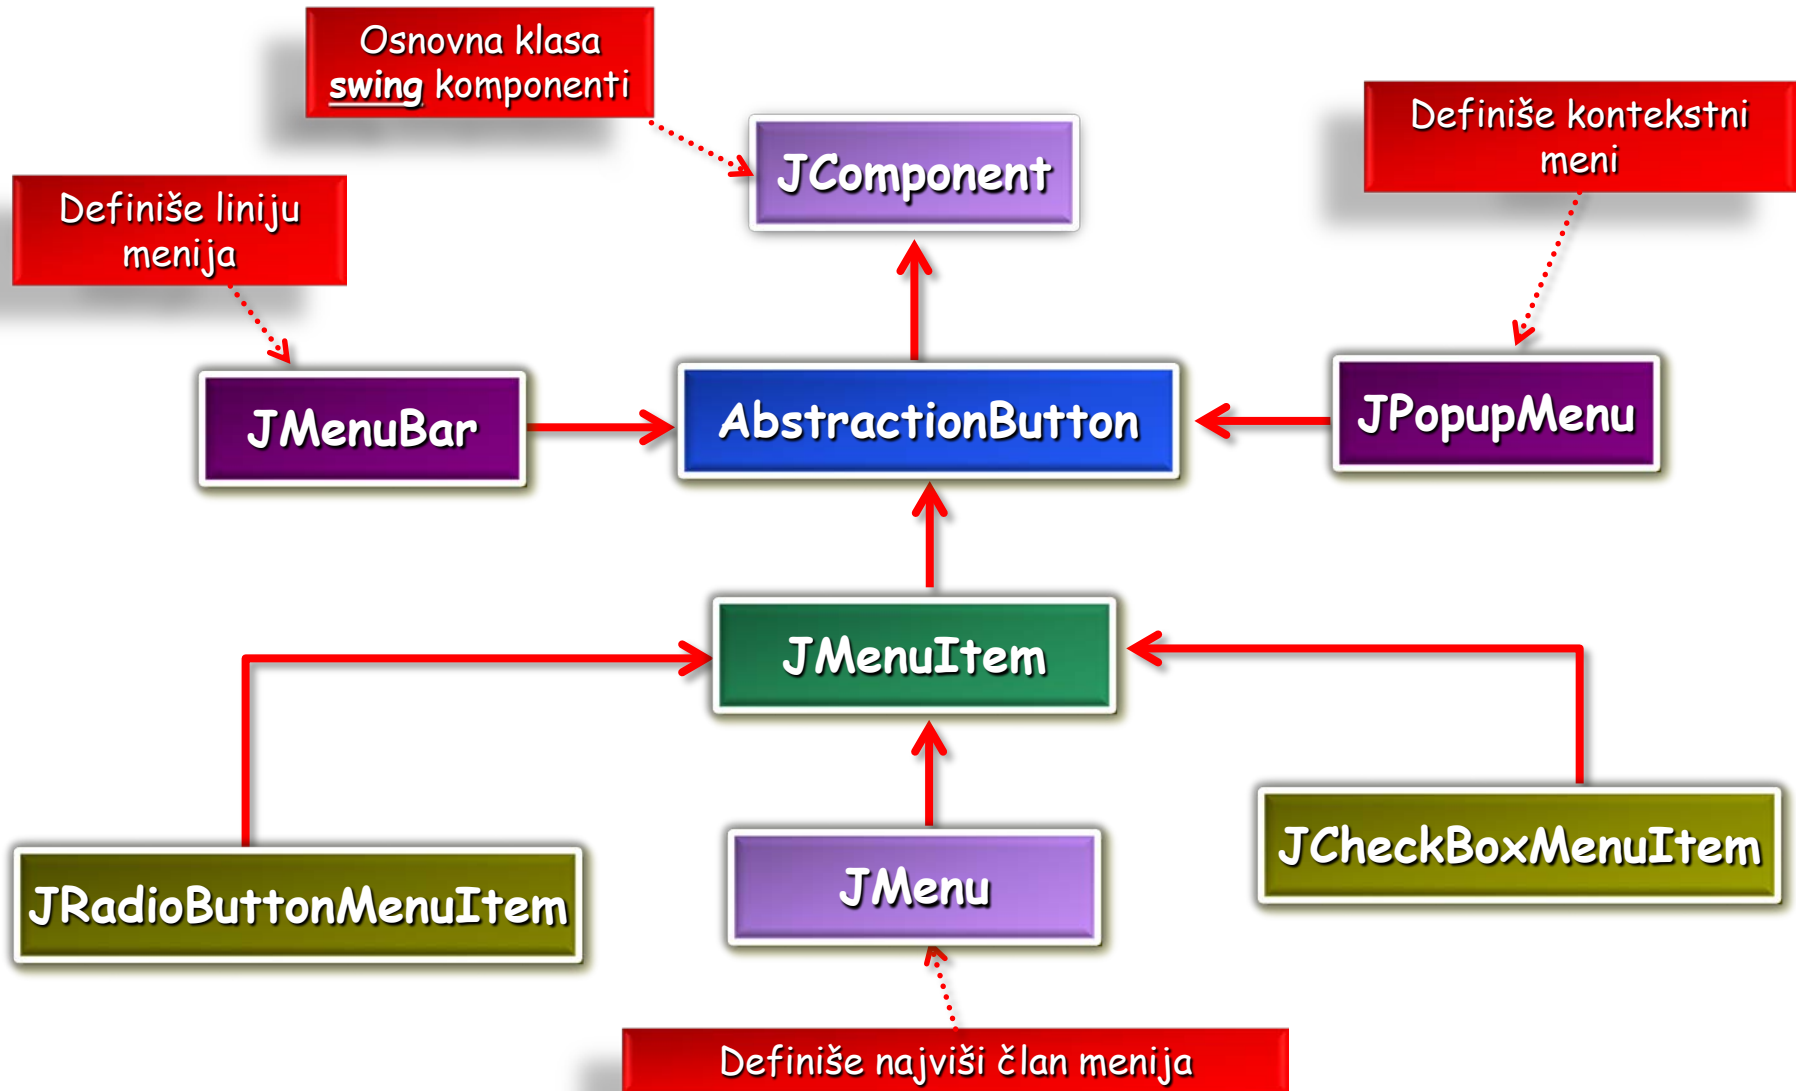 Osnovna klasa
swing komponenti
Definiše kontekstni
meni
JComponent
Definiše liniju
menija
JMenuBar
AbstractionButton
JPopupMenu
JMenuItem
JRadioButtonMenuItem
JMenu
JCheckBoxMenuItem
Definiše najviši član menija